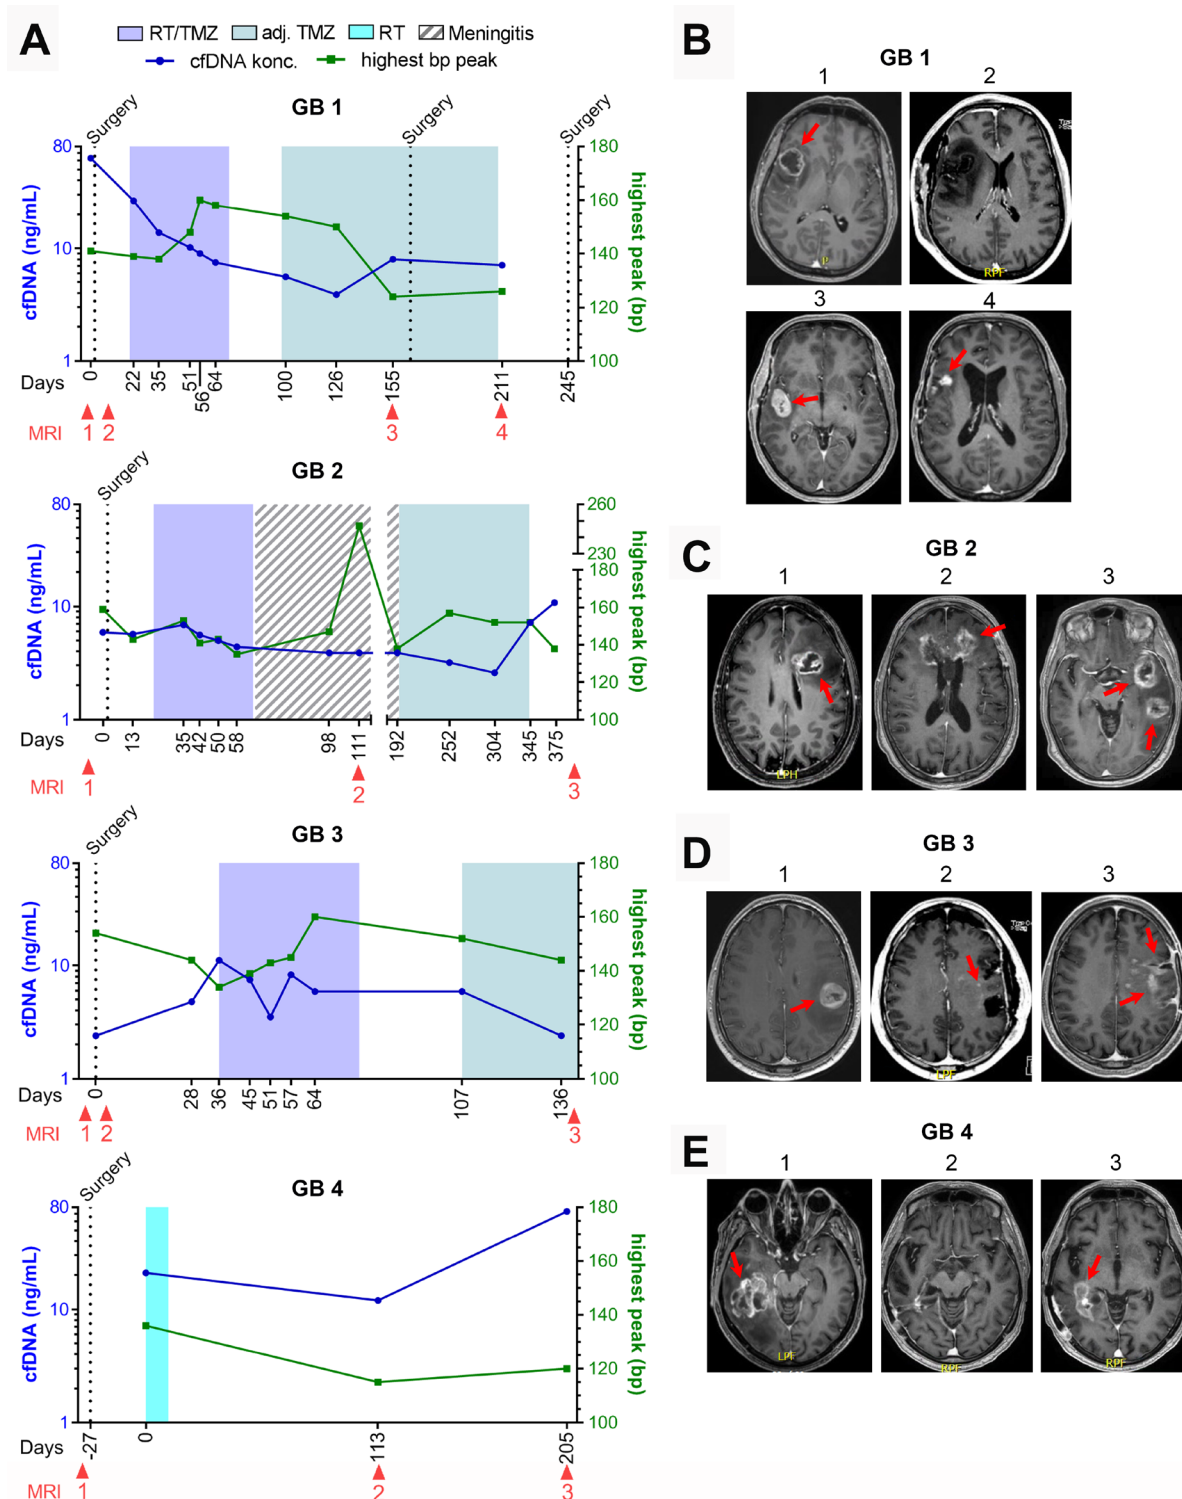 A
RT/TMZ adj. TMZ RT Meningitis
cfDNA konc. highest bp peak
GB 1
Surgery Surgery Surgery
cfDNA (ng/mL)
80
10
1
highest peak (bp)
180
160
140
120
100
Days 0 22 35 51 56 64 100 126 155 211 245
MRI 1 2 3 4
GB 2
Surgery
cfDNA (ng/mL)
80
10
1
highest peak (bp)
260
230
180
160
140
120
100
Days 0 13 35 42 50 58 98 111 192 252 304 345 375
MRI 1 2 3
GB 3
Surgery
cfDNA (ng/mL)
80
10
1
highest peak (bp)
180
160
140
120
100
Days 0 28 36 45 51 57 64 107 136
MRI 1 2 3
GB 4
Surgery
cfDNA (ng/mL)
80
10
1
highest peak (bp)
180
160
140
120
100
Days -27 0 113 205
MRI 1 2 3
B
GB 1
1 2
P
RPF
3 4
C
GB 2
1 2 3
LPH
D
GB 3
1 2 3
LPF
E
GB 4
1 2 3
LPF
RPF
RPF